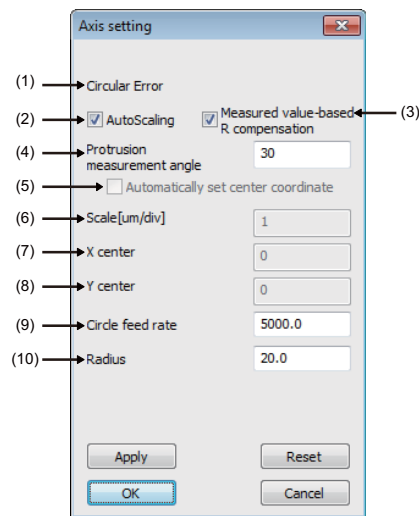 Axis setting
(1) Circular Error
(2) AutoScaling Measured value-based (3)
R compensation
(4) Protrusion 30
measurement angle
(5) Automatically set center coordinate
(6) Scale[um/div] 1
(7) X center 0
(8) Y center 0
(9) Circle feed rate 5000.0
(10) Radius 20.0
Apply Reset
OK Cancel